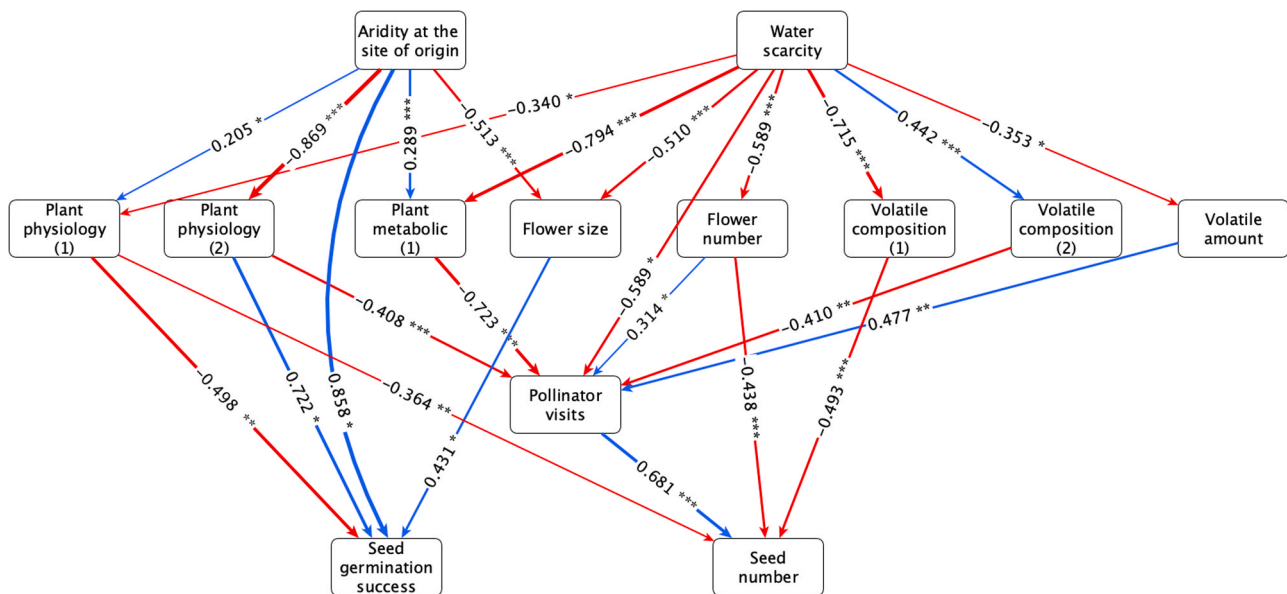 Aridity at the
site of origin
Water
scarcity
0.205 *
−0.869 ***
0.289 ***
−0.513 ***
−0.340 *
−0.794 ***
−0.510 ***
−0.589 ***
−0.715 ***
0.442 ***
−0.353 *
Plant
physiology
(1)
Plant
physiology
(2)
Plant
metabolic
(1)
Flower size
Flower
number
Volatile
composition
(1)
Volatile
composition
(2)
Volatile
amount
−0.408 ***
−0.723 ***
−0.589 *
0.314 *
−0.410 **
0.477 **
−0.498 **
0.722 *
0.858 *
−0.364 **
0.431 *
Pollinator
visits
−0.438 ***
−0.493 ***
0.681 ***
Seed
germination
success
Seed
number